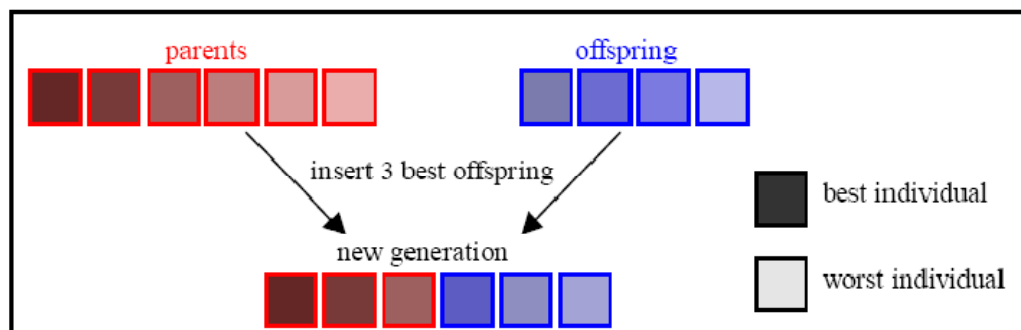 parents
offspring
insert 3 best offspring
best individual
new generation
worst individual